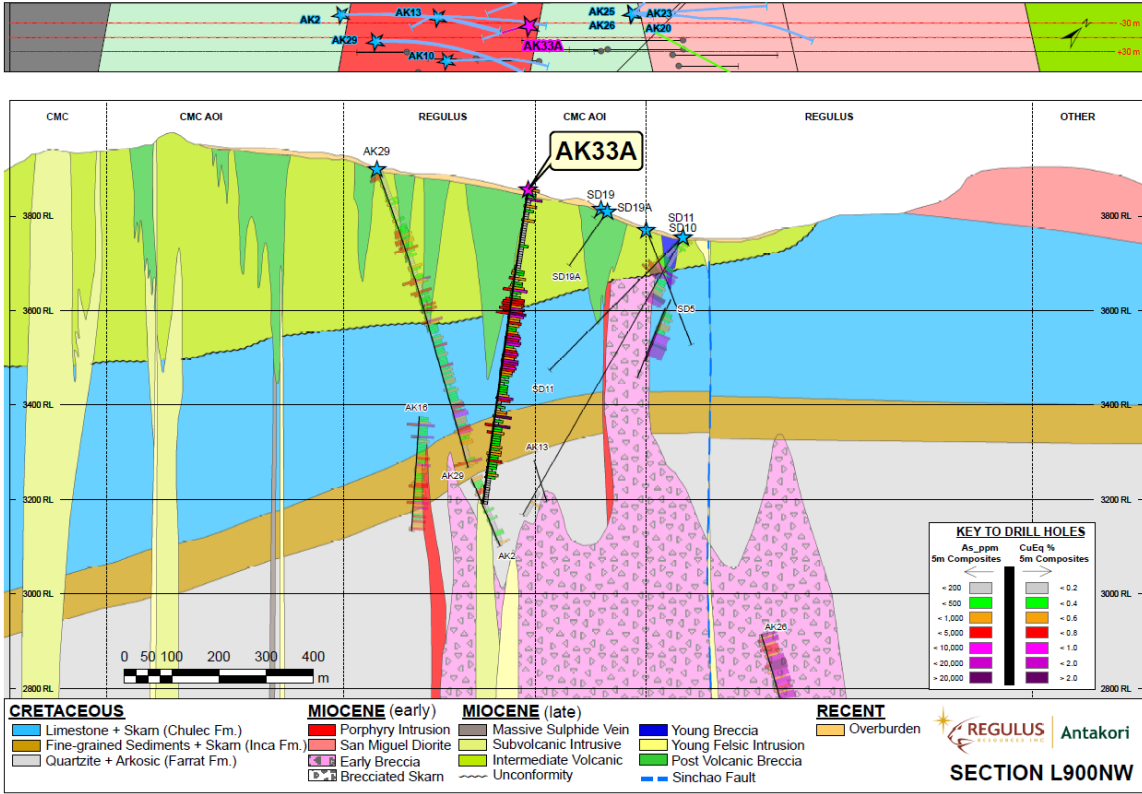 AK2
AK13
AK25
AK23
AK26
AK20
AK29
AK33A
AK10
-30 m
+30 m
CMC
CMC AOI
REGULUS
CMC AOI
REGULUS
OTHER
AK33A
AK29
SD19
SD19A
SD11
SD10
3800 RL
3800 RL
SD19A
3600 RL
SD5
3600 RL
SD11
3400 RL
AK16
3400 RL
AK13
AK29
3200 RL
3200 RL
AK2
3000 RL
3000 RL
AK26
2800 RL
2800 RL
0 50 100 200 300 400
m
KEY TO DRILL HOLES
As_ppm CuEq %
5m Composites 5m Composites
< 200 < 0.2
< 500 < 0.4
< 1,000 < 0.6
< 5,000 < 0.8
< 10,000 < 1.0
< 20,000 < 2.0
> 20,000 > 2.0
CRETACEOUS
Limestone + Skarn (Chulec Fm.)
Fine-grained Sediments + Skarn (Inca Fm.)
Quartzite + Arkosic (Farrat Fm.)
MIOCENE (early)
Porphyry Intrusion
San Miguel Diorite
Early Breccia
Brecciated Skarn
MIOCENE (late)
Massive Sulphide Vein
Subvolcanic Intrusive
Intermediate Volcanic
Unconformity
Young Breccia
Young Felsic Intrusion
Post Volcanic Breccia
Sinchao Fault
RECENT
Overburden
REGULUS
RESOURCES INC
Antakori
SECTION L900NW